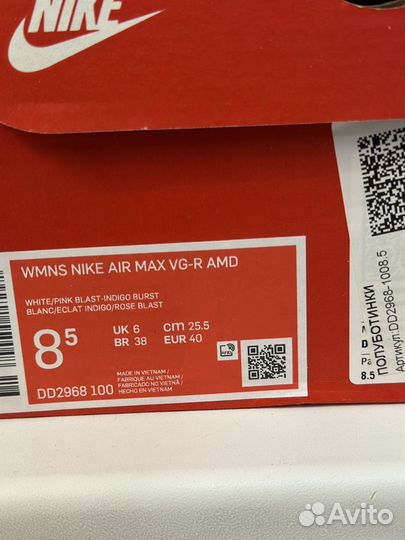 NIKE
WMNS NIKE AIR MAX VG-R AMD
WHITE/PINK BLAST-INDIGO BURST
BLANC/ECLAT INDIGO/ROSE BLAST
8⁵
UK 6 cm 25.5
BR 38 EUR 40
DD2968 100
MADE IN VIETNAM /
FABRIQUÉ AU VIETNAM /
FABRICADO NO VIETNÃ /
HECHO EN VIETNAM
ПОЛУБОТИНКИ
Артикул:DD2968-1008.5
8.5
Avito